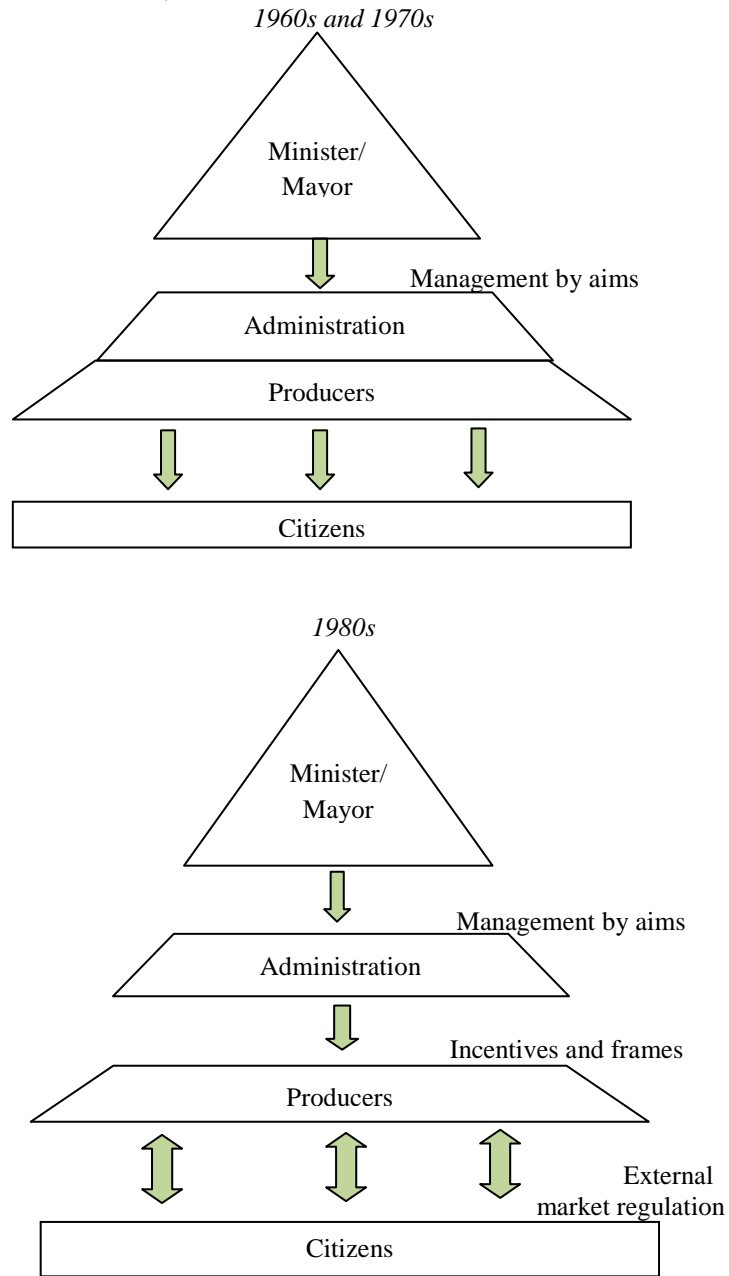 1960s and 1970s
Minister/
Mayor
Management by aims
Administration
Producers
Citizens
1980s
Minister/
Mayor
Management by aims
Administration
Incentives and frames
Producers
External
market regulation
Citizens